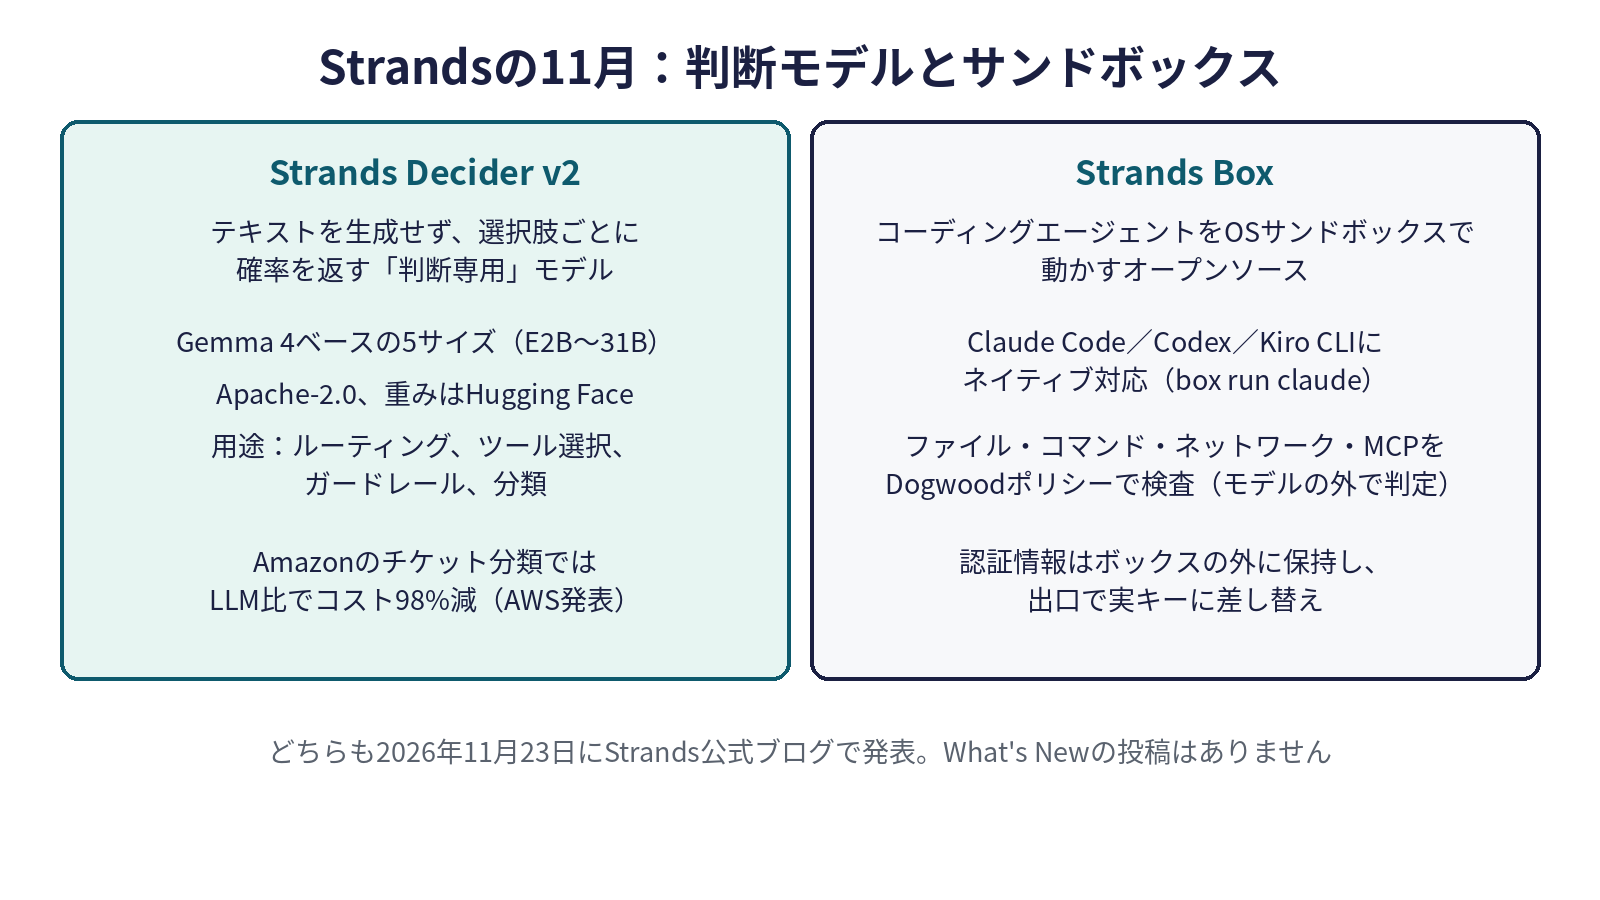 Strandsの11月：判断モデルとサンドボックス
Strands Decider v2
テキストを生成せず、選択肢ごとに
確率を返す「判断専用」モデル
Gemma 4ベースの5サイズ（E2B〜31B）
Apache-2.0、重みはHugging Face
用途：ルーティング、ツール選択、
ガードレール、分類
Amazonのチケット分類では
LLM比でコスト98%減（AWS発表）
Strands Box
コーディングエージェントをOSサンドボックスで
動かすオープンソース
Claude Code／Codex／Kiro CLIに
ネイティブ対応（box run claude）
ファイル・コマンド・ネットワーク・MCPを
Dogwoodポリシーで検査（モデルの外で判定）
認証情報はボックスの外に保持し、
出口で実キーに差し替え
どちらも2026年11月23日にStrands公式ブログで発表。What's Newの投稿はありません